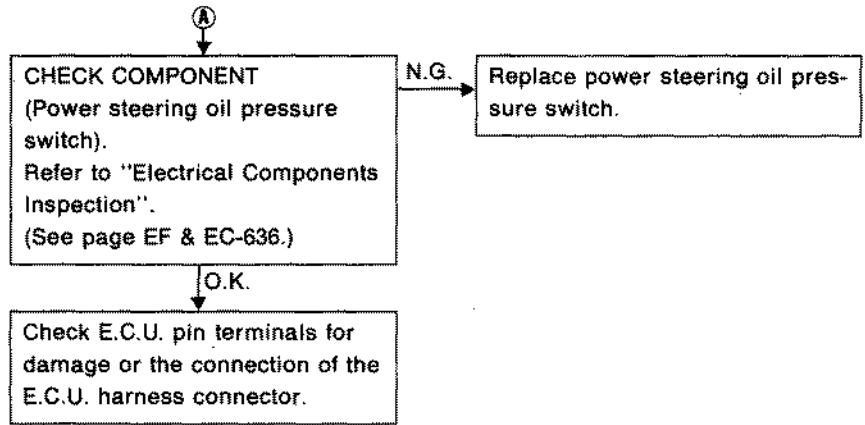 A
CHECK COMPONENT
(Power steering oil pressure
switch).
Refer to "Electrical Components
Inspection".
(See page EF & EC-636.)
N.G.
Replace power steering oil pres-
sure switch.
O.K.
Check E.C.U. pin terminals for
damage or the connection of the
E.C.U. harness connector.